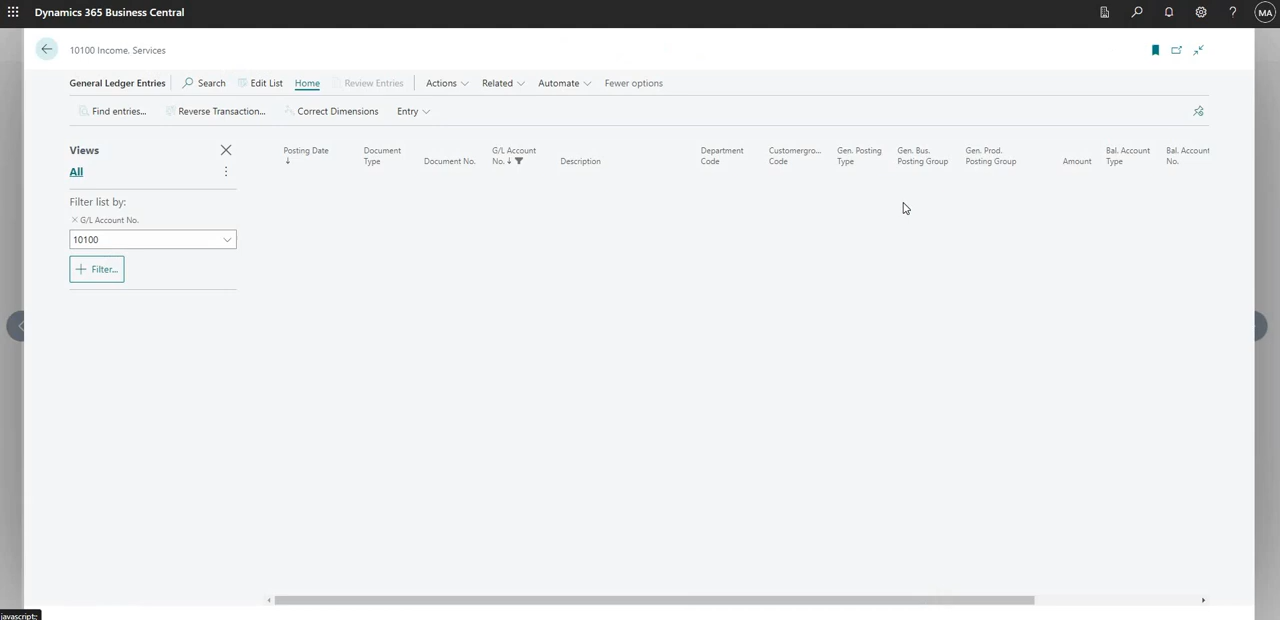 Dynamics 365 Business Central
MA
10100 Income. Services
General Ledger Entries Search Edit List Home Review Entries Actions Related Automate Fewer options
Find entries... Reverse Transaction... Correct Dimensions Entry
Views
All
Filter list by:
× G/L Account No.
10100
+ Filter...
Posting Date ↓
Document Type
Document No.
G/L Account No. ↓
Description
Department Code
Customergro... Code
Gen. Posting Type
Gen. Bus. Posting Group
Gen. Prod. Posting Group
Amount
Bal. Account Type
Bal. Account No.
javascript:;